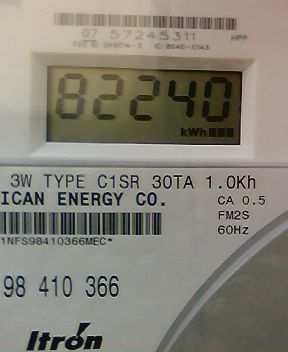 07 57245311
HPP
82240
kWh
3W TYPE C1SR 30TA 1.0Kh
ICAN ENERGY CO.
CA 0.5
FM2S
60Hz
1NFS98410366MEC*
98 410 366
Itron